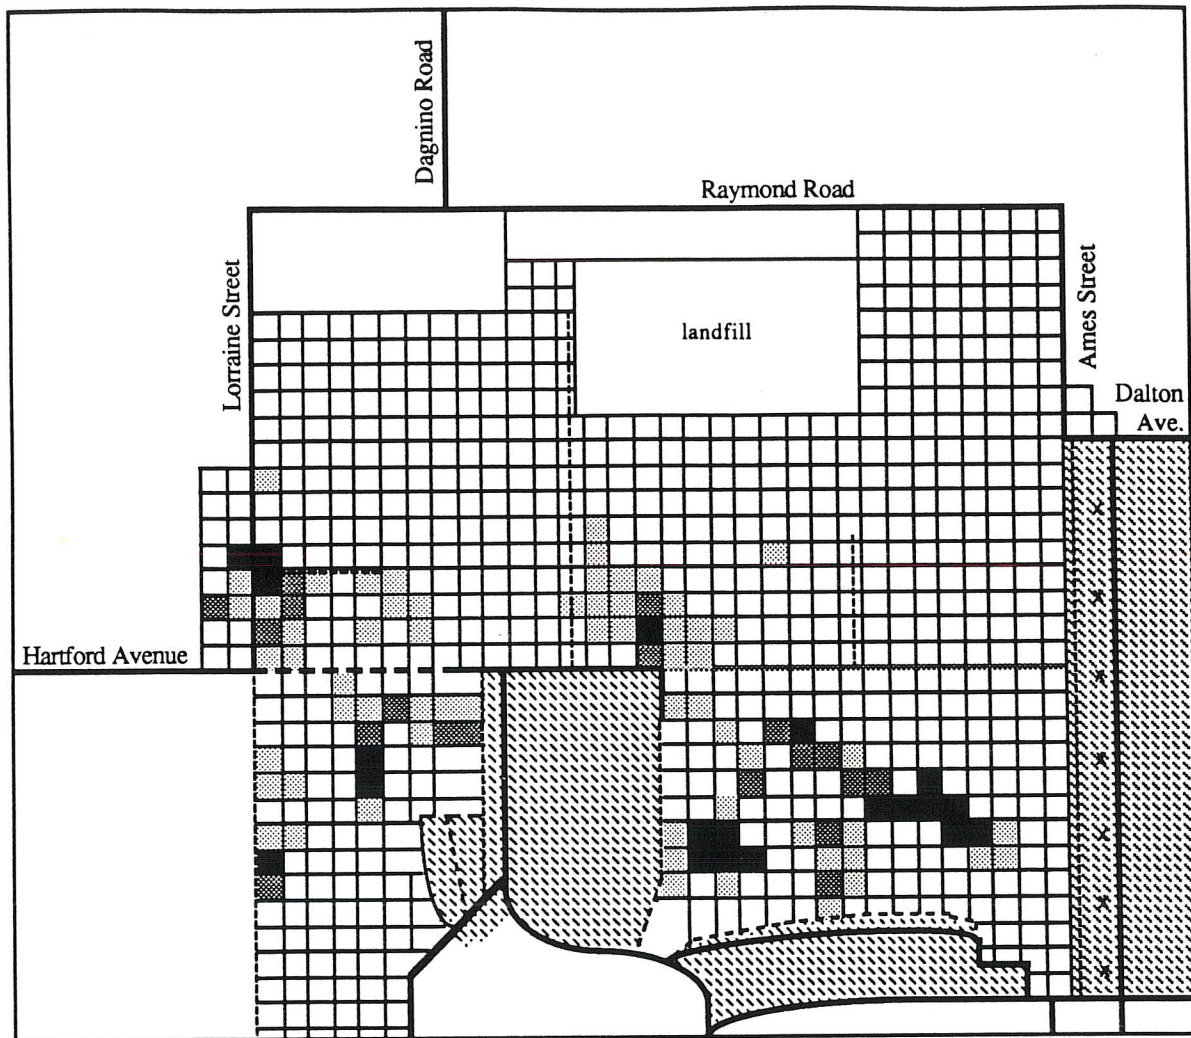 Dagnino Road
Raymond Road
Lorraine Street
landfill
Ames Street
Dalton
Ave.
Hartford Avenue